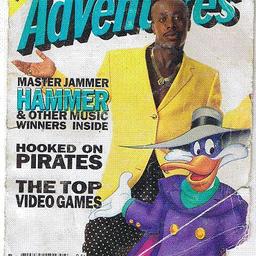 Adventures
MASTER JAMMER
HAMMER
& OTHER MUSIC
WINNERS INSIDE
HOOKED ON
PIRATES
THE TOP
VIDEO GAMES